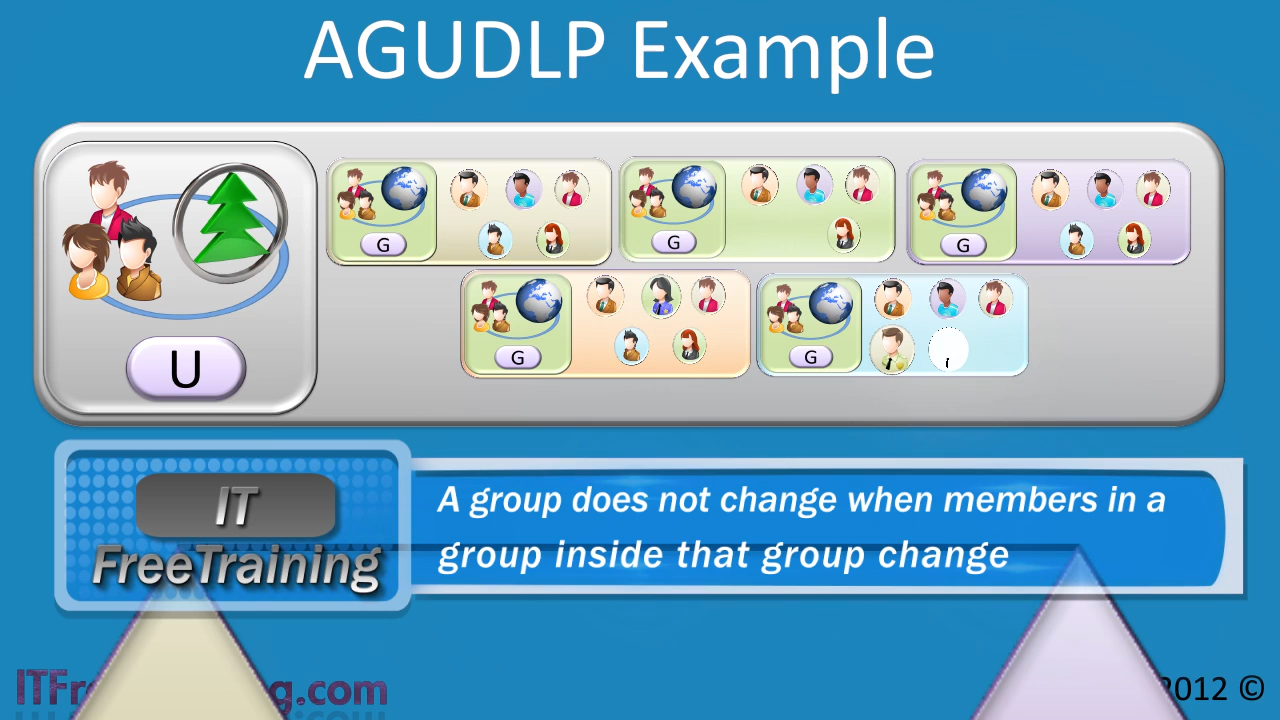 AGUDLP Example
G
G
G
U
G
G
IT
FreeTraining
A group does not change when members in a
group inside that group change
2012 ©